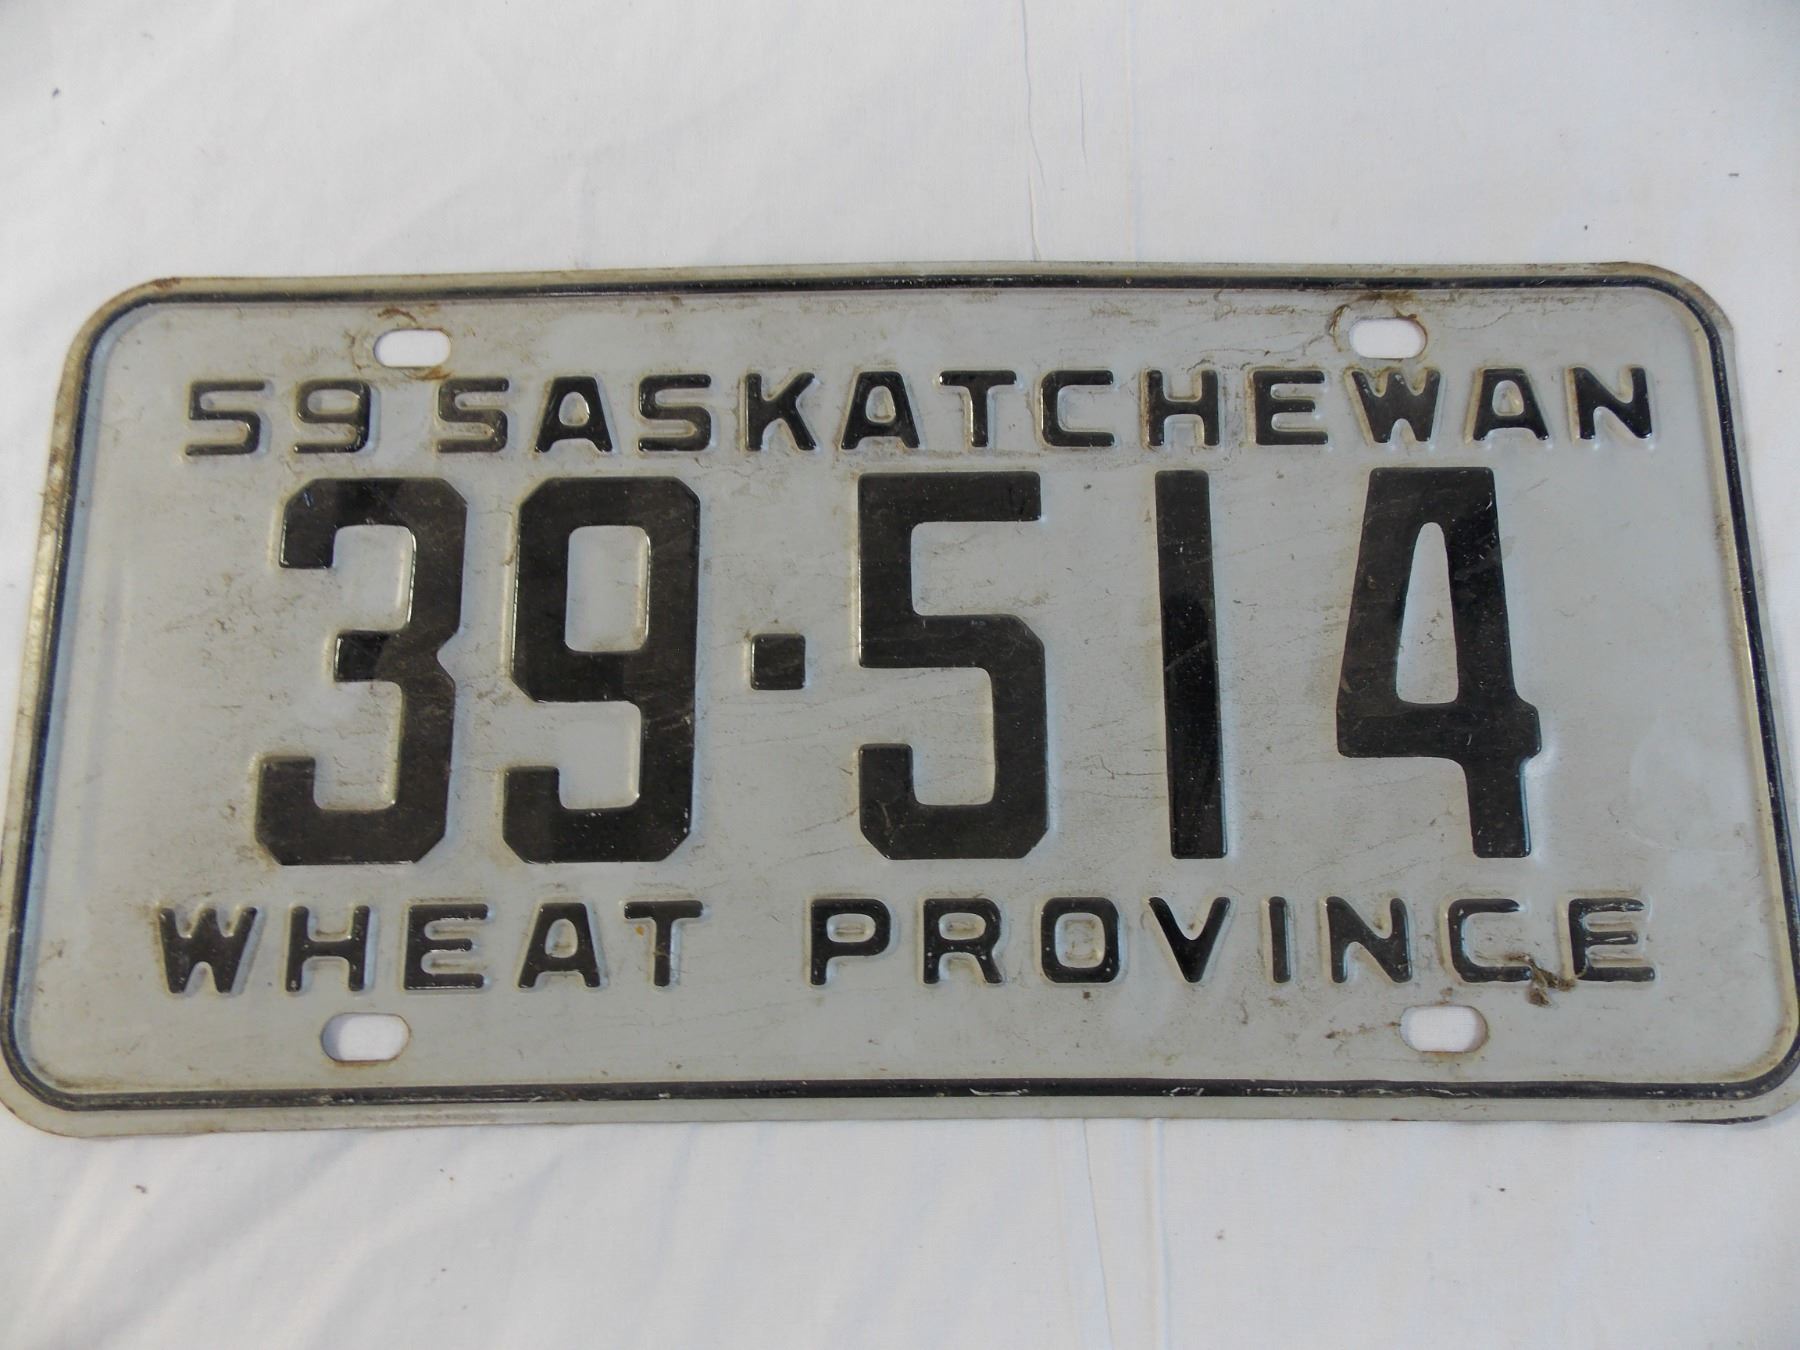 59 SASKATCHEWAN
39-514
WHEAT PROVINCE